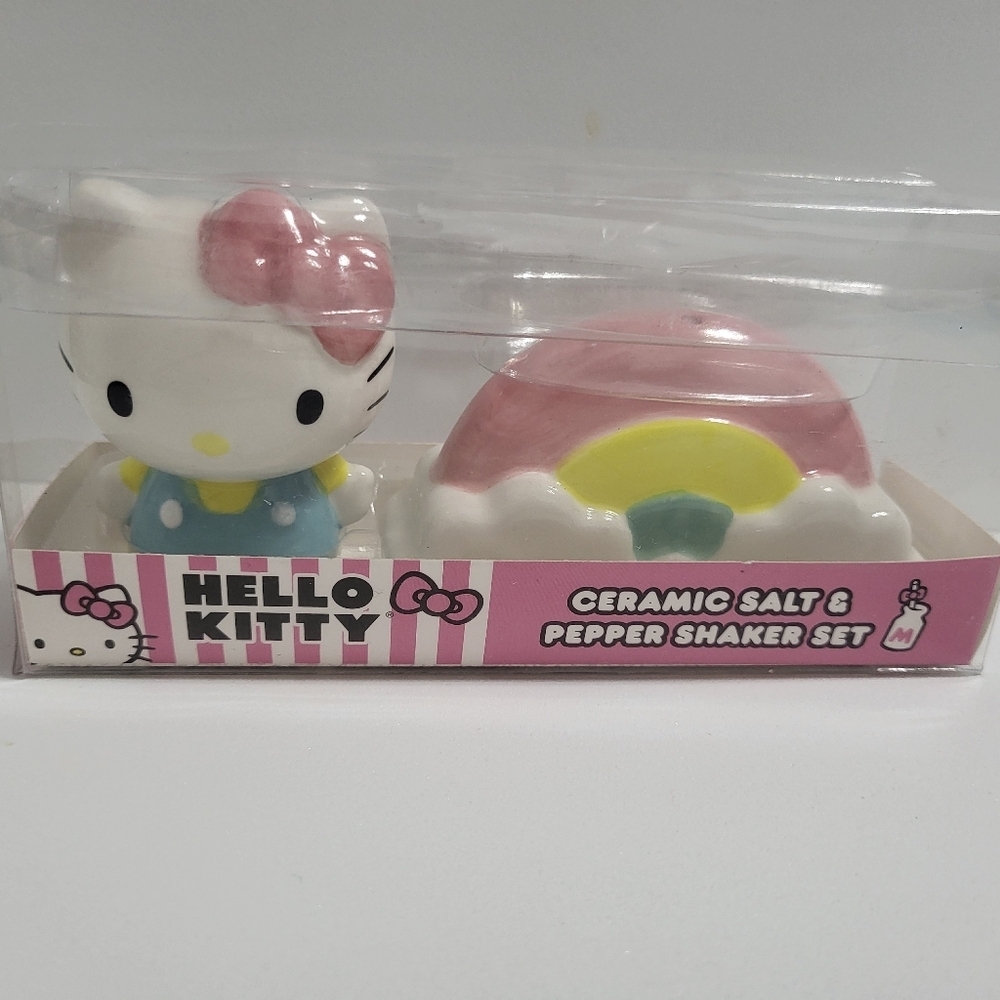 HELLO
KITTY®
CERAMIC SALT &
PEPPER SHAKER SET
M